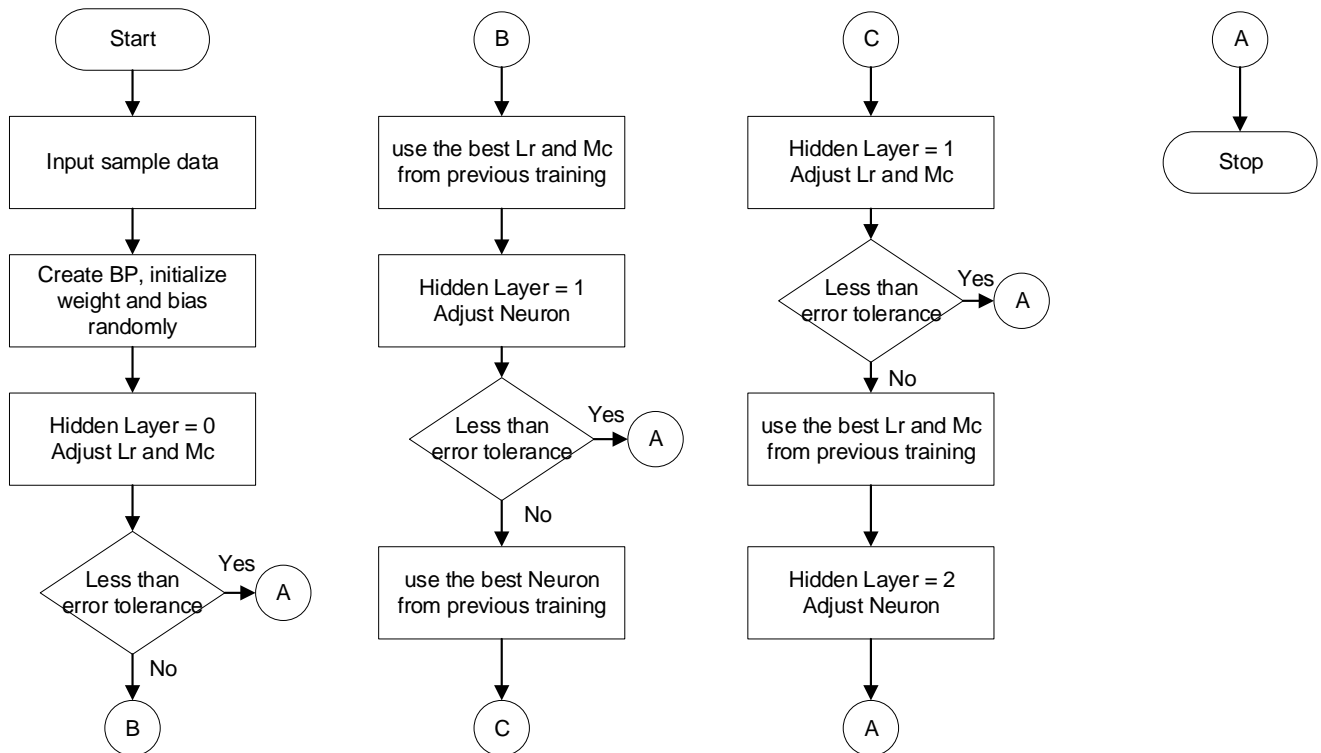 Start
Input sample data
Create BP, initialize
weight and bias
randomly
Hidden Layer = 0
Adjust Lr and Mc
Less than
error tolerance
Yes
A
No
B
B
use the best Lr and Mc
from previous training
Hidden Layer = 1
Adjust Neuron
Less than
error tolerance
Yes
A
No
use the best Neuron
from previous training
C
C
Hidden Layer = 1
Adjust Lr and Mc
Less than
error tolerance
Yes
A
No
use the best Lr and Mc
from previous training
Hidden Layer = 2
Adjust Neuron
A
A
Stop